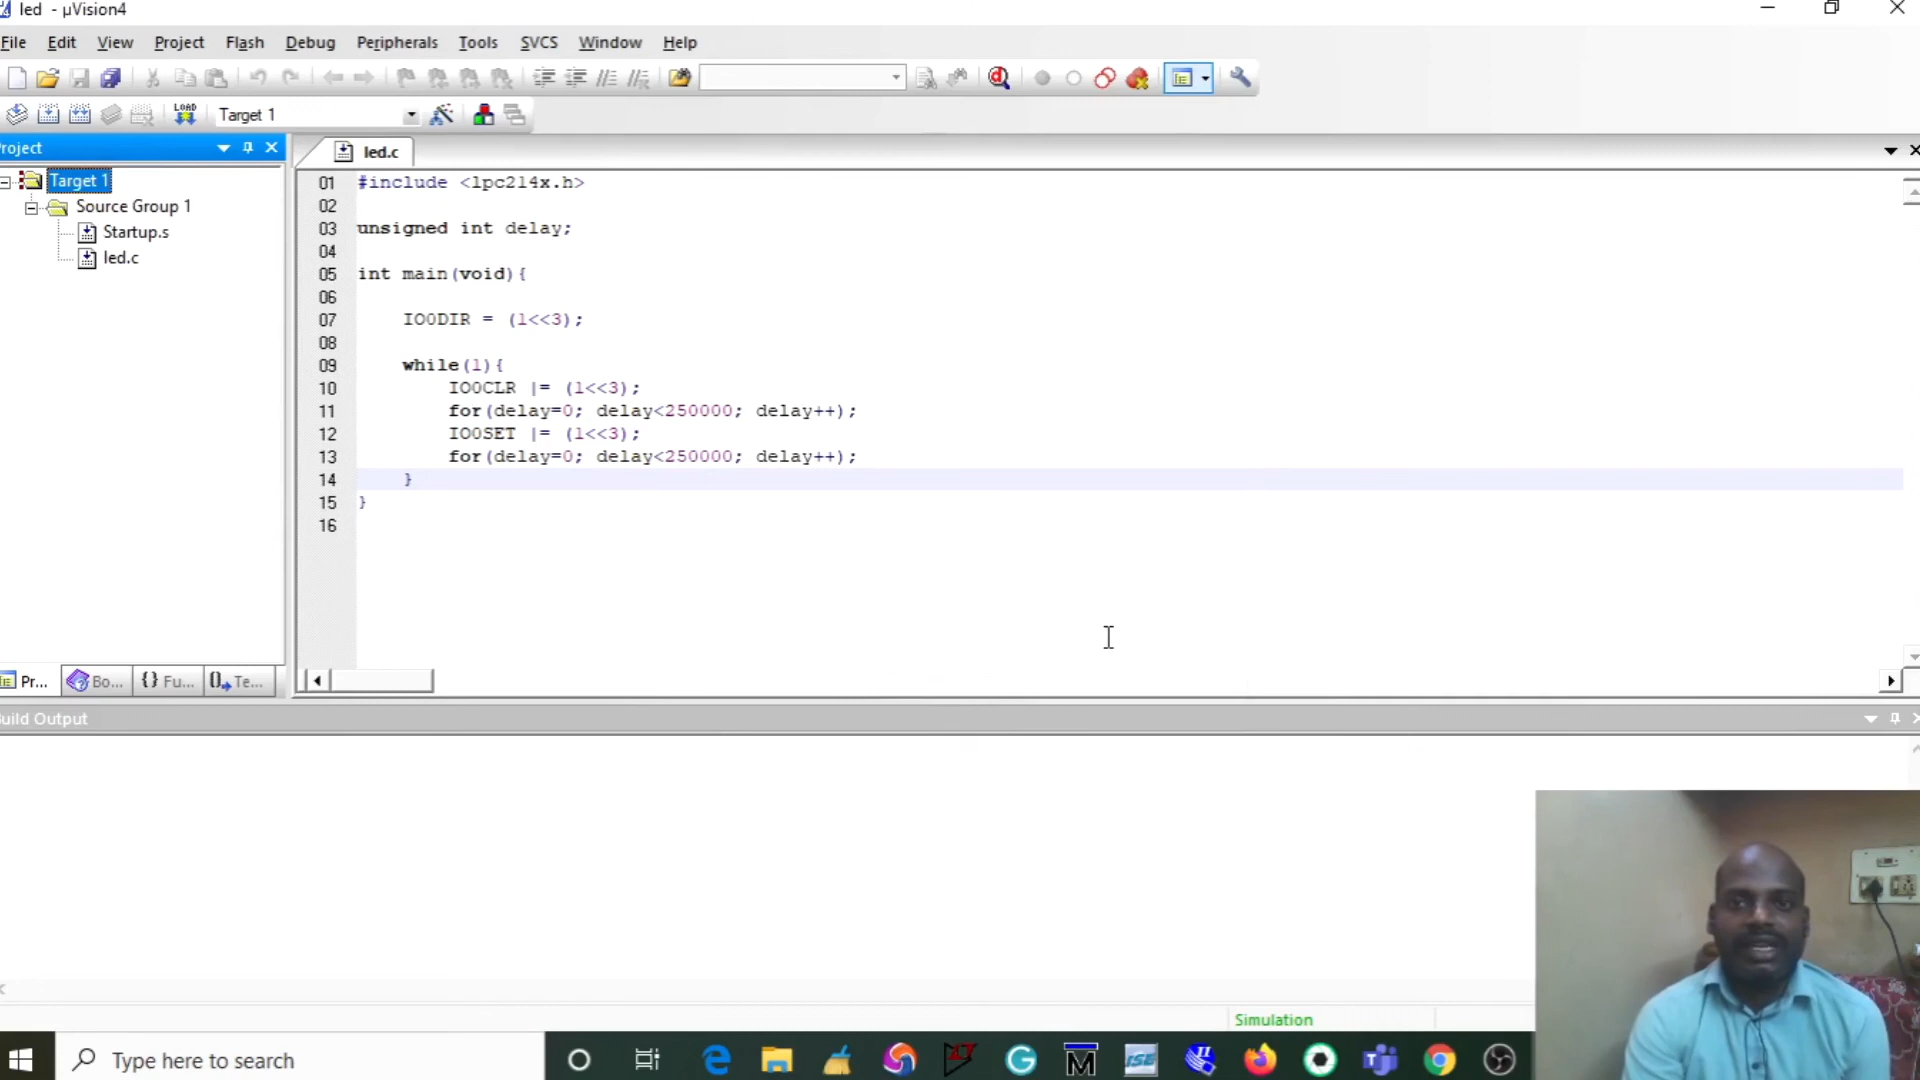 led - µVision4
File Edit View Project Flash Debug Peripherals Tools SVCS Window Help
LOAD Target 1
Project
led.c
Target 1
Source Group 1
Startup.s
led.c
01 #include <lpc214x.h>
02
03 unsigned int delay;
04
05 int main(void){
06
07 IO0DIR = (1<<3);
08
09 while(1){
10 IO0CLR |= (1<<3);
11 for(delay=0; delay<250000; delay++);
12 IO0SET |= (1<<3);
13 for(delay=0; delay<250000; delay++);
14 }
15 }
16
Pr... Bo... {} Fu... Te...
Build Output
Simulation
Type here to search
ISE